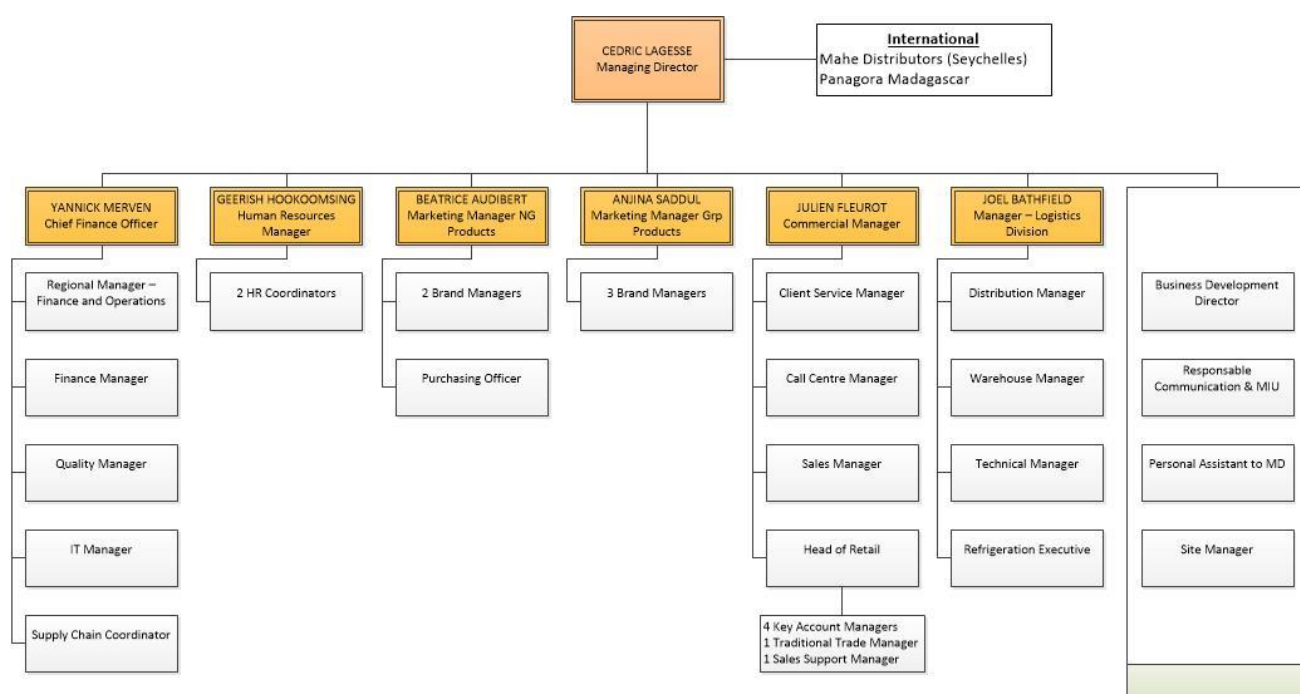 CEDRIC LAGESSE
Managing Director
International
Mahe Distributors (Seychelles)
Panagora Madagascar
YANNICK MERVEN
Chief Finance Officer
Regional Manager –
Finance and Operations
Finance Manager
Quality Manager
IT Manager
Supply Chain Coordinator
GEERISH HOOKOOMSING
Human Resources
Manager
2 HR Coordinators
BEATRICE AUDIBERT
Marketing Manager NG
Products
2 Brand Managers
Purchasing Officer
ANJINA SADDUL
Marketing Manager Grp
Products
3 Brand Managers
JULIEN FLEUROT
Commercial Manager
Client Service Manager
Call Centre Manager
Sales Manager
Head of Retail
4 Key Account Managers
1 Traditional Trade Manager
1 Sales Support Manager
JOEL BATHFIELD
Manager – Logistics
Division
Distribution Manager
Warehouse Manager
Technical Manager
Refrigeration Executive
Business Development
Director
Responsable
Communication & MIU
Personal Assistant to MD
Site Manager